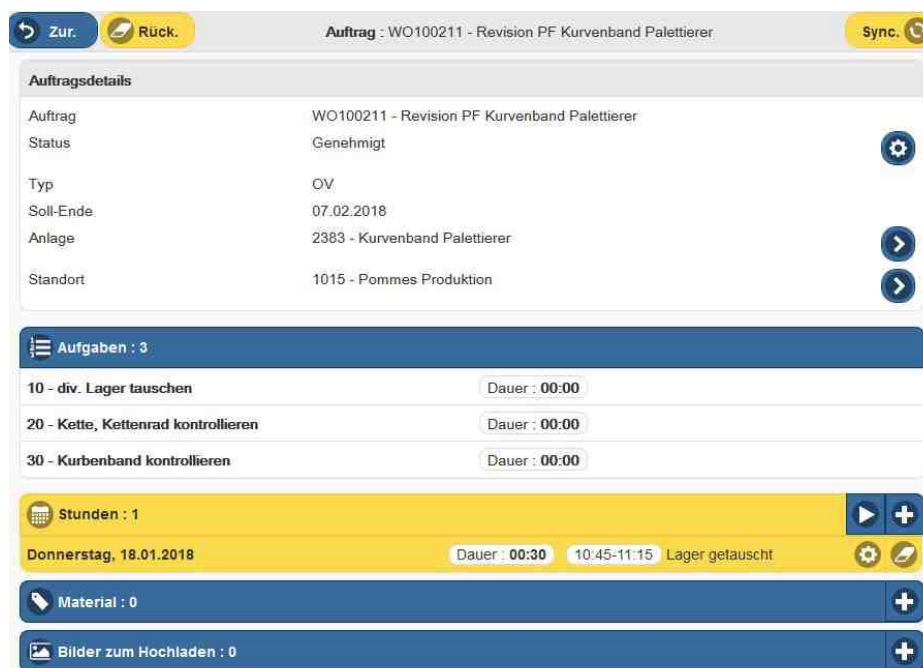 Zur. Rück. Auftrag : WO100211 - Revision PF Kurvenband Palettierer Sync.
Auftragsdetails
Auftrag WO100211 - Revision PF Kurvenband Palettierer
Status Genehmigt
Typ OV
Soll-Ende 07.02.2018
Anlage 2383 - Kurvenband Palettierer
Standort 1015 - Pommes Produktion
Aufgaben : 3
10 - div. Lager tauschen Dauer : 00:00
20 - Kette, Kettenrad kontrollieren Dauer : 00:00
30 - Kurbenband kontrollieren Dauer : 00:00
Stunden : 1
Donnerstag, 18.01.2018 Dauer : 00:30 10:45-11:15 Lager getauscht
Material : 0
Bilder zum Hochladen : 0